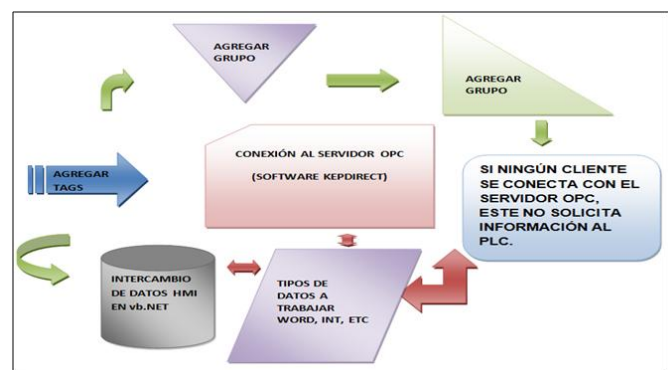 AGREGAR
GRUPO
AGREGAR
GRUPO
CONEXIÓN AL SERVIDOR OPC
(SOFTWARE KEPDIRECT)
AGREGAR
TAGS
SI NINGÚN CLIENTE
SE CONECTA CON EL
SERVIDOR OPC,
ESTE NO SOLICITA
INFORMACIÓN AL
PLC.
INTERCAMBIO
DE DATOS HMI
EN vb.NET
TIPOS DE
DATOS A
TRABAJAR
WORD, INT, ETC